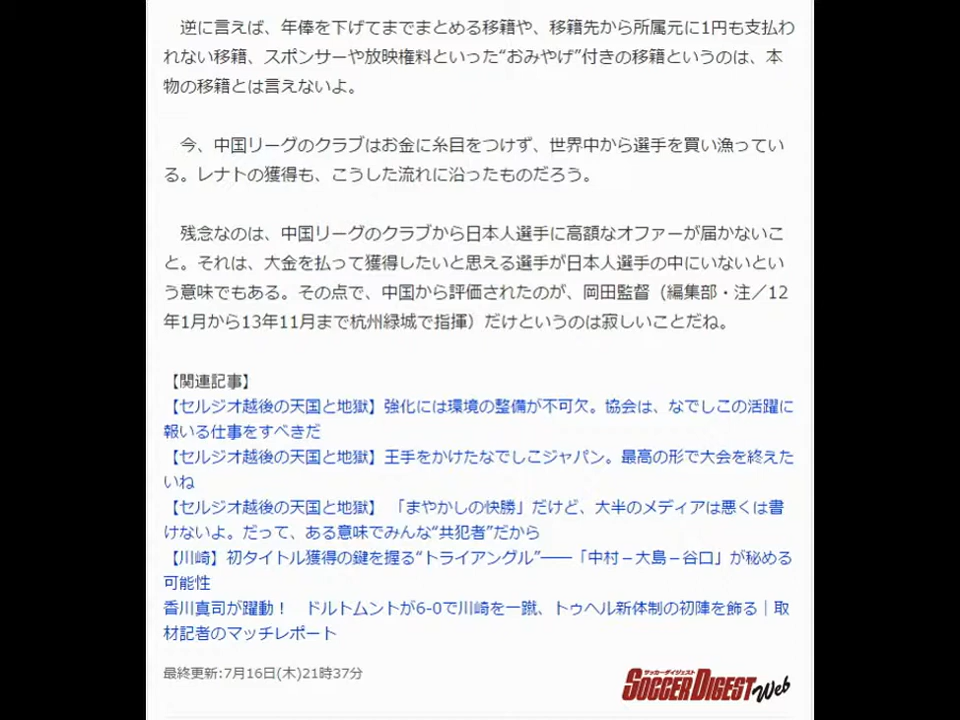 逆に言えば、年俸を下げてまでまとめる移籍や、移籍先から所属元に1円も支払わ
れない移籍、スポンサーや放映権料といった“おみやげ”付きの移籍というのは、本
物の移籍とは言えないよ。
今、中国リーグのクラブはお金に糸目をつけず、世界中から選手を買い漁ってい
る。レナトの獲得も、こうした流れに沿ったものだろう。
残念なのは、中国リーグのクラブから日本人選手に高額なオファーが届かないこ
と。それは、大金を払って獲得したいと思える選手が日本人選手の中にいないとい
う意味でもある。その点で、中国から評価されたのが、岡田監督（編集部・注／12
年1月から13年11月まで杭州緑城で指揮）だけというのは寂しいことだね。
【関連記事】
【セルジオ越後の天国と地獄】強化には環境の整備が不可欠。協会は、なでしこの活躍に
報いる仕事をすべきだ
【セルジオ越後の天国と地獄】王手をかけたなでしこジャパン。最高の形で大会を終えた
いね
【セルジオ越後の天国と地獄】 「まやかしの快勝」だけど、大半のメディアは悪くは書
けないよ。だって、ある意味でみんな“共犯者”だから
【川崎】初タイトル獲得の鍵を握る“トライアングル”――「中村－大島－谷口」が秘める
可能性
香川真司が躍動！　ドルトムントが6-0で川崎を一蹴、トゥヘル新体制の初陣を飾る｜取
材記者のマッチレポート
最終更新:7月16日(木)21時37分
サッカーダイジェスト
SOCCER DIGEST Web